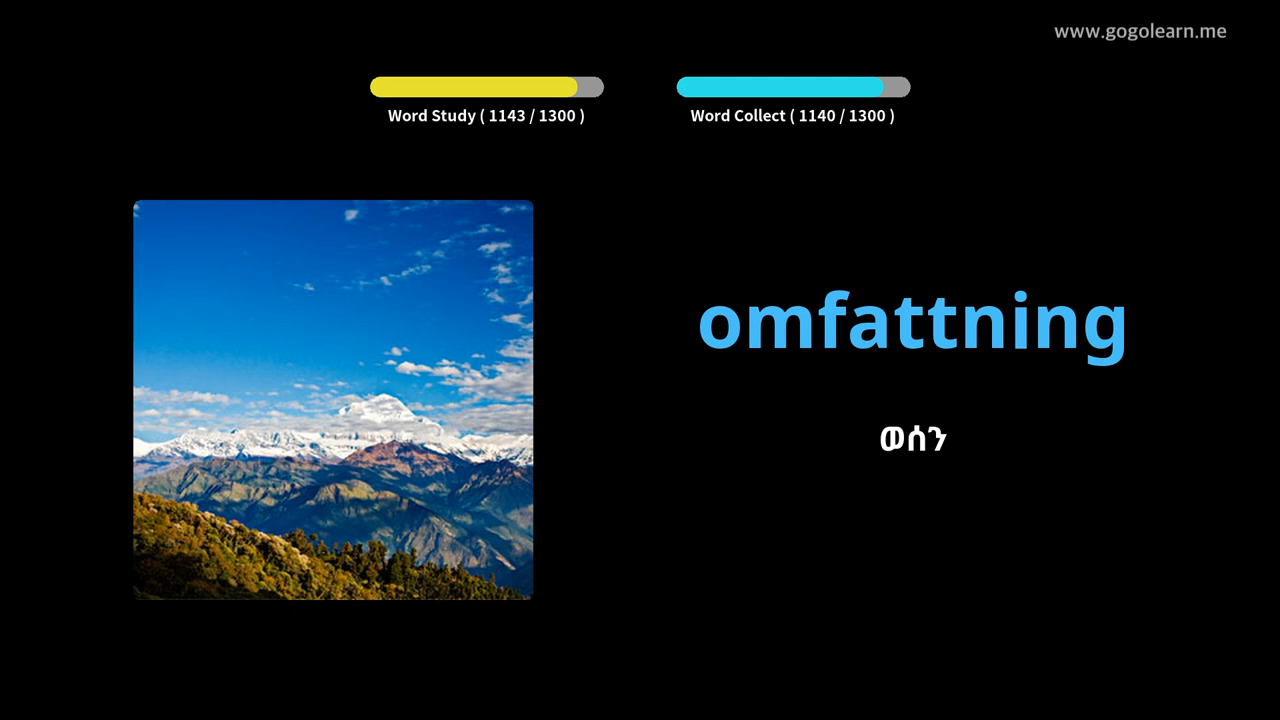 www.gogolearn.me
Word Study ( 1143 / 1300 )
Word Collect ( 1140 / 1300 )
omfattning
ወሰን